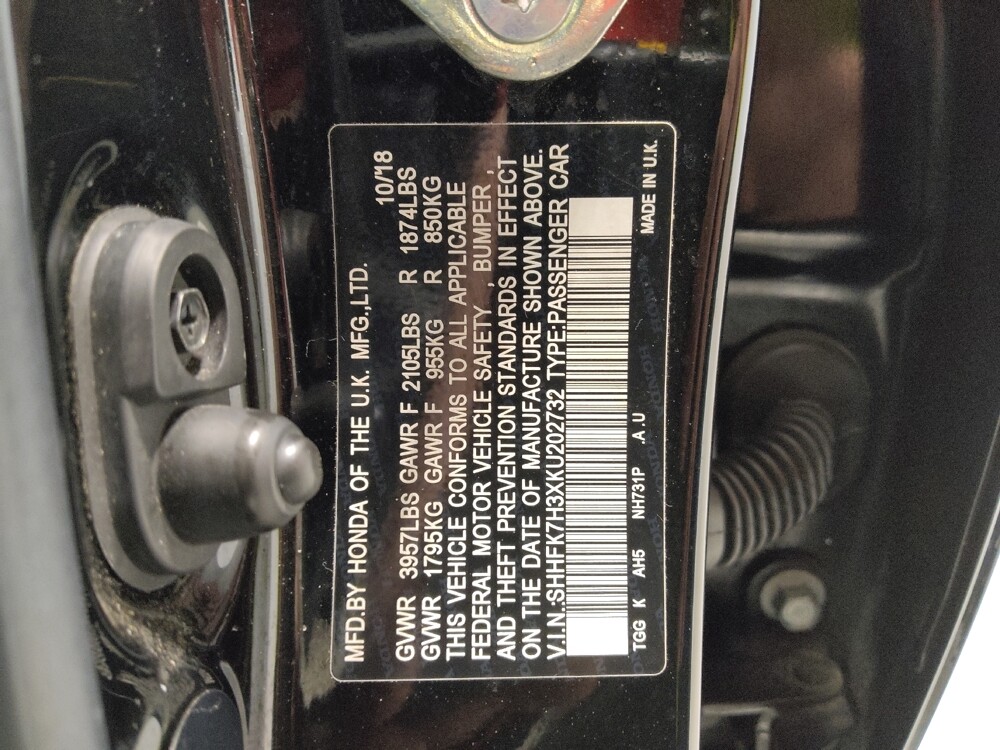 MFD.BY HONDA OF THE U.K. MFG.,LTD.
10/18
GVWR 3957LBS GAWR F 2105LBS R 1874LBS
GVWR 1795KG GAWR F 955KG R 850KG
THIS VEHICLE CONFORMS TO ALL APPLICABLE
FEDERAL MOTOR VEHICLE SAFETY , BUMPER ,
AND THEFT PREVENTION STANDARDS IN EFFECT
ON THE DATE OF MANUFACTURE SHOWN ABOVE.
V.I.N.:SHHFK7H3XKU202732 TYPE:PASSENGER CAR
TGG K AH5 NH731P .A .U MADE IN U.K.